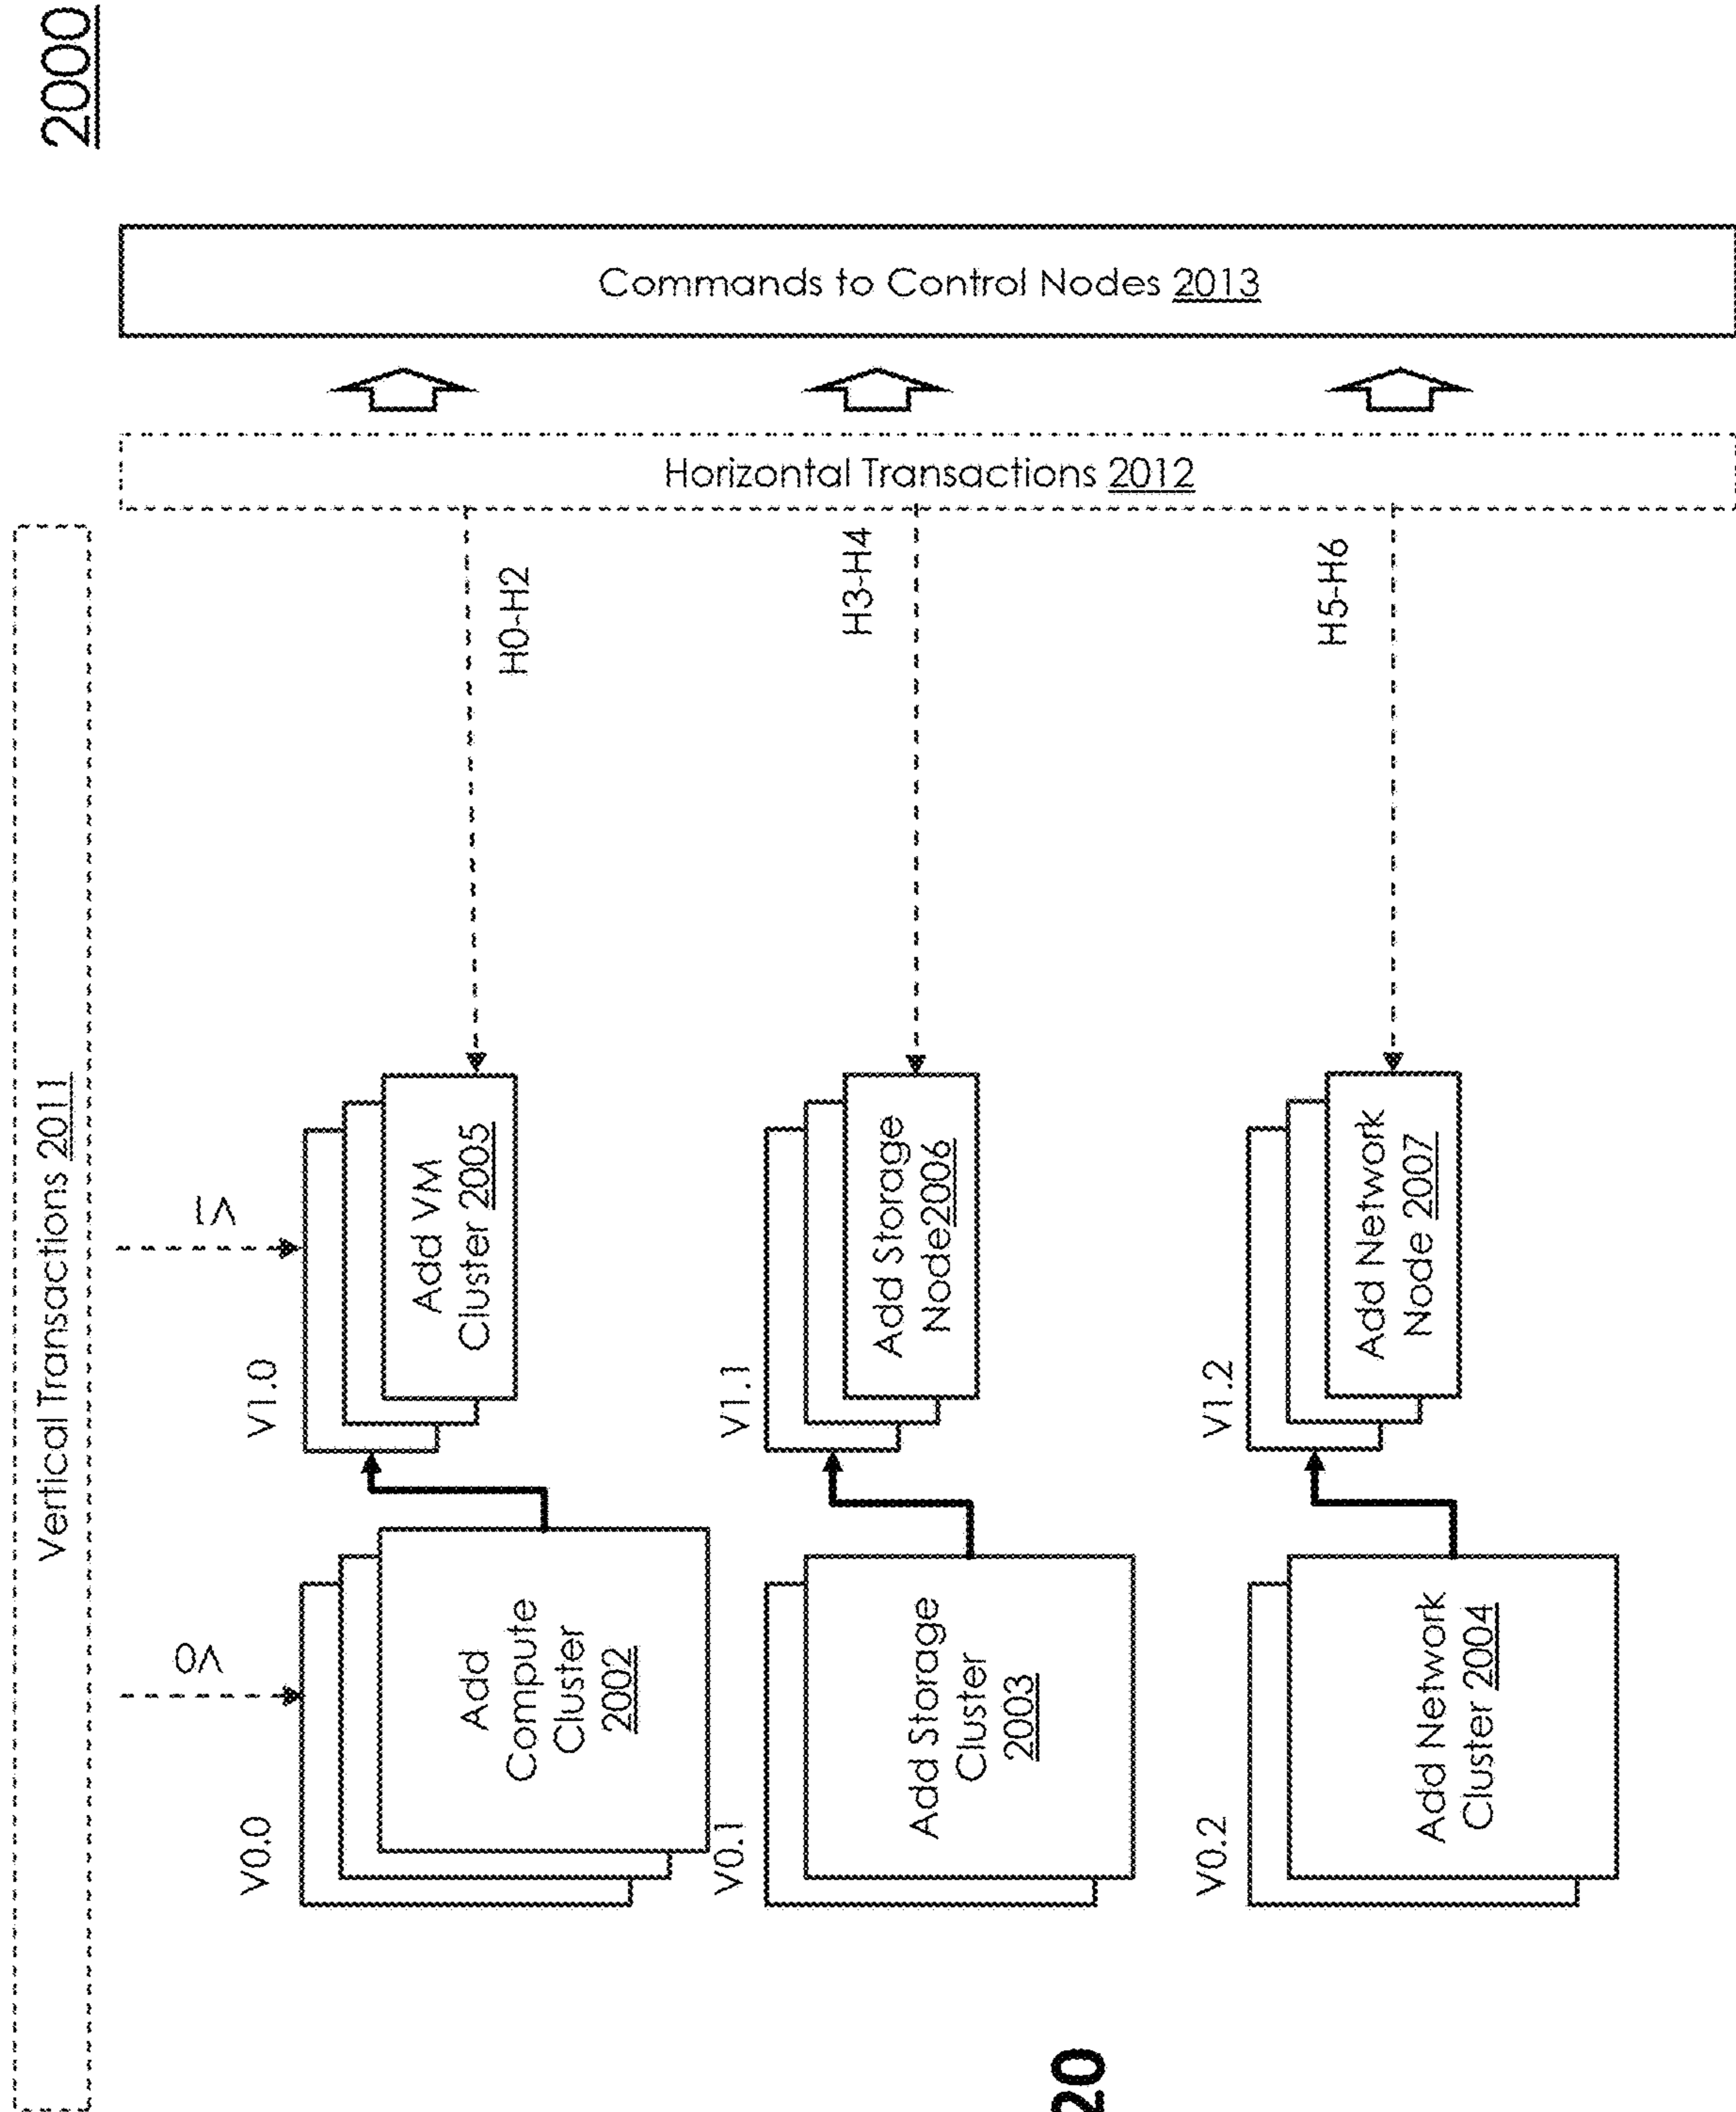 2000
Vertical Transactions 2011
V0
V1
V0.0
Add
Compute
Cluster
2002
V1.0
Add VM
Cluster 2005
H0-H2
V0.1
Add Storage
Cluster
2003
V1.1
Add Storage
Node2006
H3-H4
V0.2
Add Network
Cluster 2004
V1.2
Add Network
Node 2007
H5-H6
Horizontal Transactions 2012
Commands to Control Nodes 2013
20